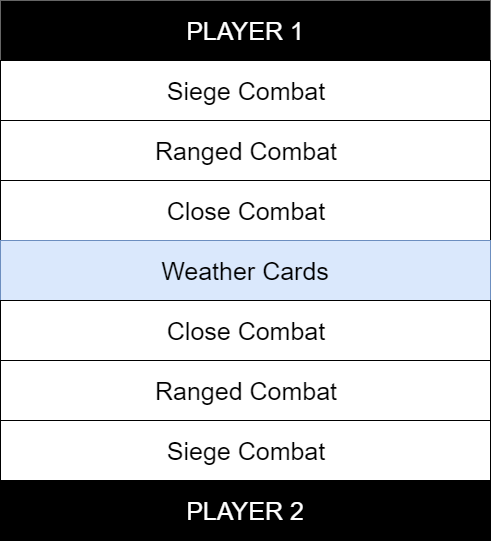 PLAYER 1
Siege Combat
Ranged Combat
Close Combat
Weather Cards
Close Combat
Ranged Combat
Siege Combat
PLAYER 2